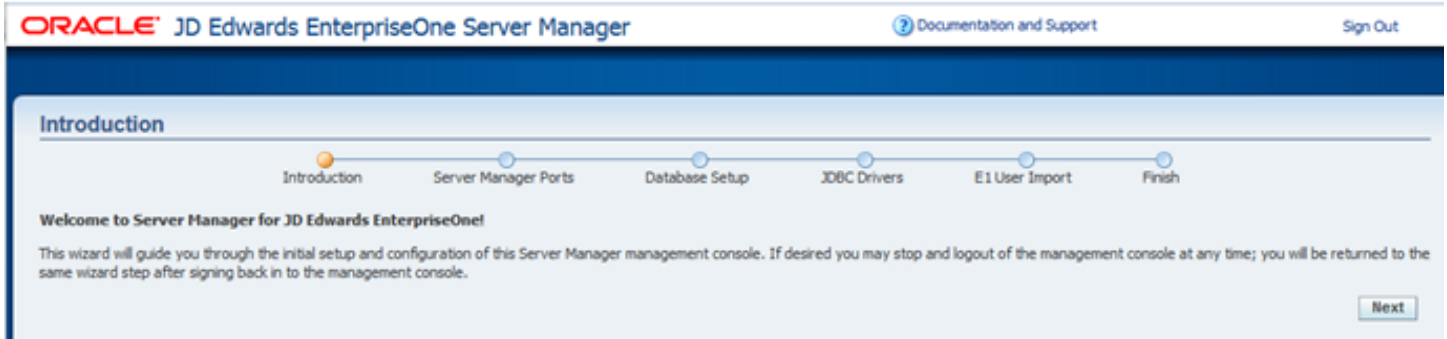 ORACLE® JD Edwards EnterpriseOne Server Manager ? Documentation and Support Sign Out
Introduction
Introduction Server Manager Ports Database Setup JDBC Drivers E1 User Import Finish
Welcome to Server Manager for JD Edwards EnterpriseOne!
This wizard will guide you through the initial setup and configuration of this Server Manager management console. If desired you may stop and logout of the management console at any time; you will be returned to the
same wizard step after signing back in to the management console.
Next